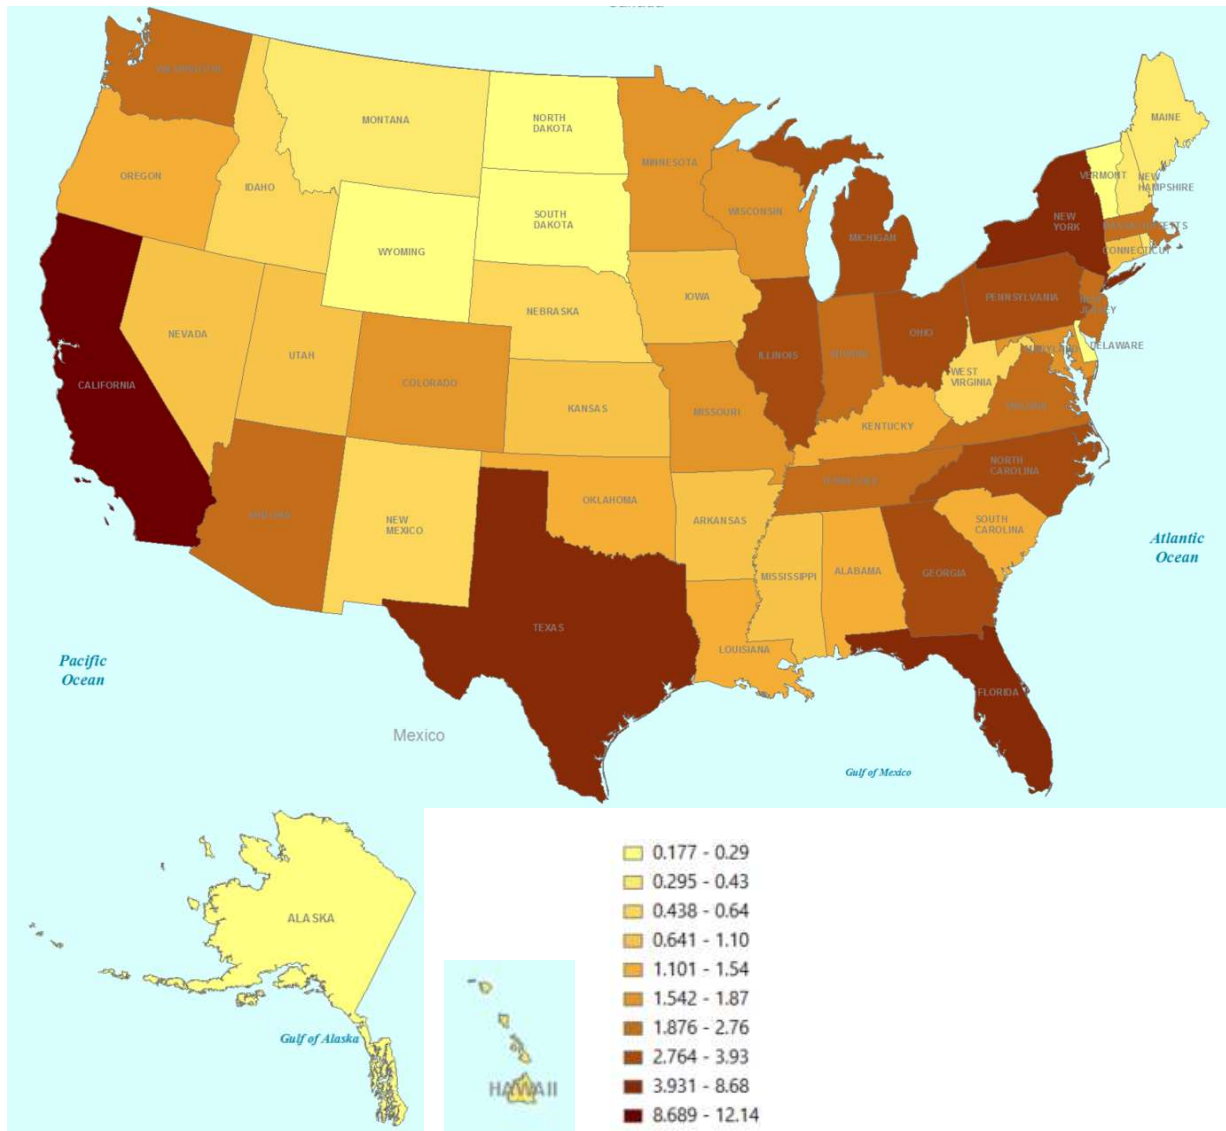 MONTANA
NORTH
DAKOTA
MAINE
OREGON
IDAHO
MINNESOTA
VERMONT
NEW
HAMPSHIRE
WISCONSIN
SOUTH
DAKOTA
NEW
YORK
MICHIGAN
WYOMING
CONNECTICUT
IOWA
PENNSYLVANIA
NEBRASKA
NEVADA
UTAH
OHIO
DELAWARE
ILLINOIS
CALIFORNIA
COLORADO
WEST
VIRGINIA
KANSAS
MISSOURI
KENTUCKY
NORTH
CAROLINA
OKLAHOMA
ARKANSAS
NEW
MEXICO
SOUTH
CAROLINA
Atlantic
Ocean
MISSISSIPPI
ALABAMA
GEORGIA
TEXAS
LOUISIANA
Pacific
Ocean
FLORIDA
Mexico
Gulf of Mexico
ALASKA
Gulf of Alaska
HAWAII
0.177 - 0.29
0.295 - 0.43
0.438 - 0.64
0.641 - 1.10
1.101 - 1.54
1.542 - 1.87
1.876 - 2.76
2.764 - 3.93
3.931 - 8.68
8.689 - 12.14